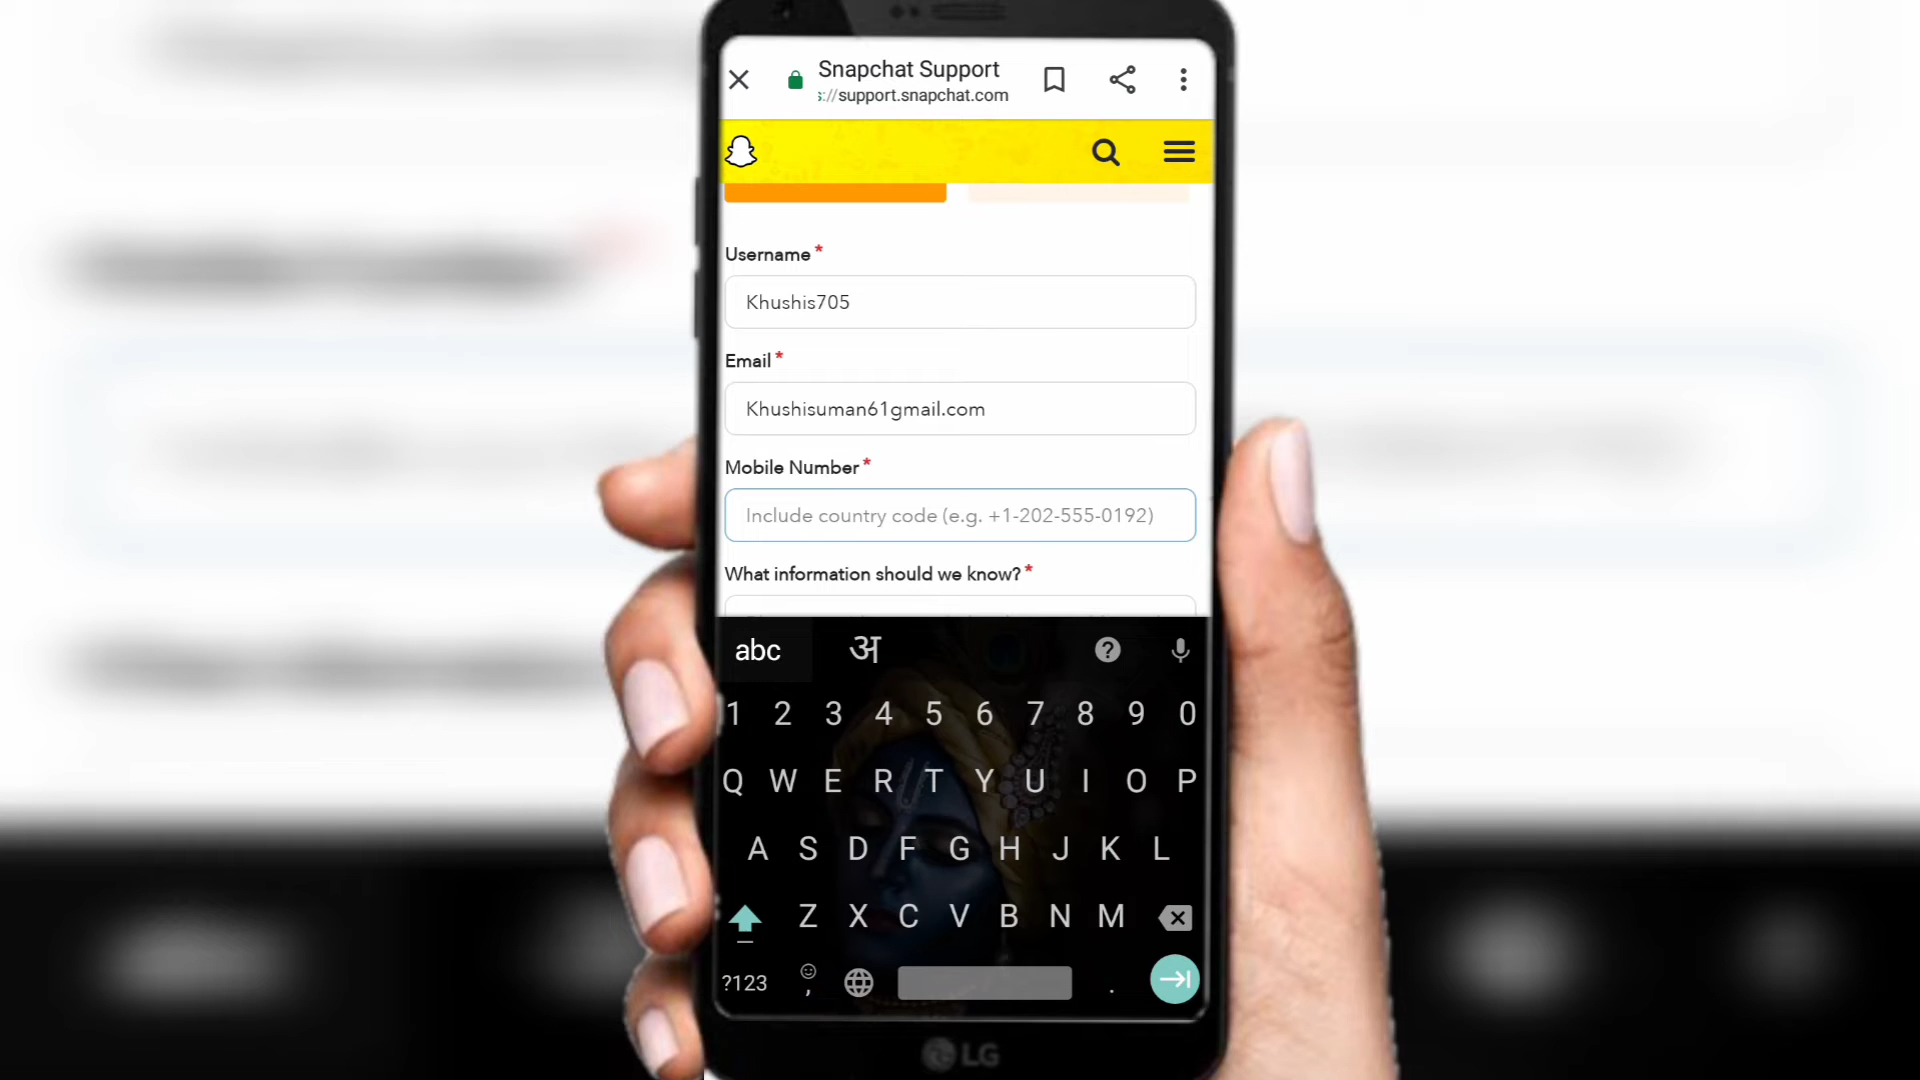 Snapchat Support
s://support.snapchat.com
Username *
Khushis705
Email *
Khushisuman61gmail.com
Mobile Number *
Include country code (e.g. +1-202-555-0192)
What information should we know? *
abc अ ?
1 2 3 4 5 6 7 8 9 0
Q W E R T Y U I O P
A S D F G H J K L
Z X C V B N M
?123 , .
LG